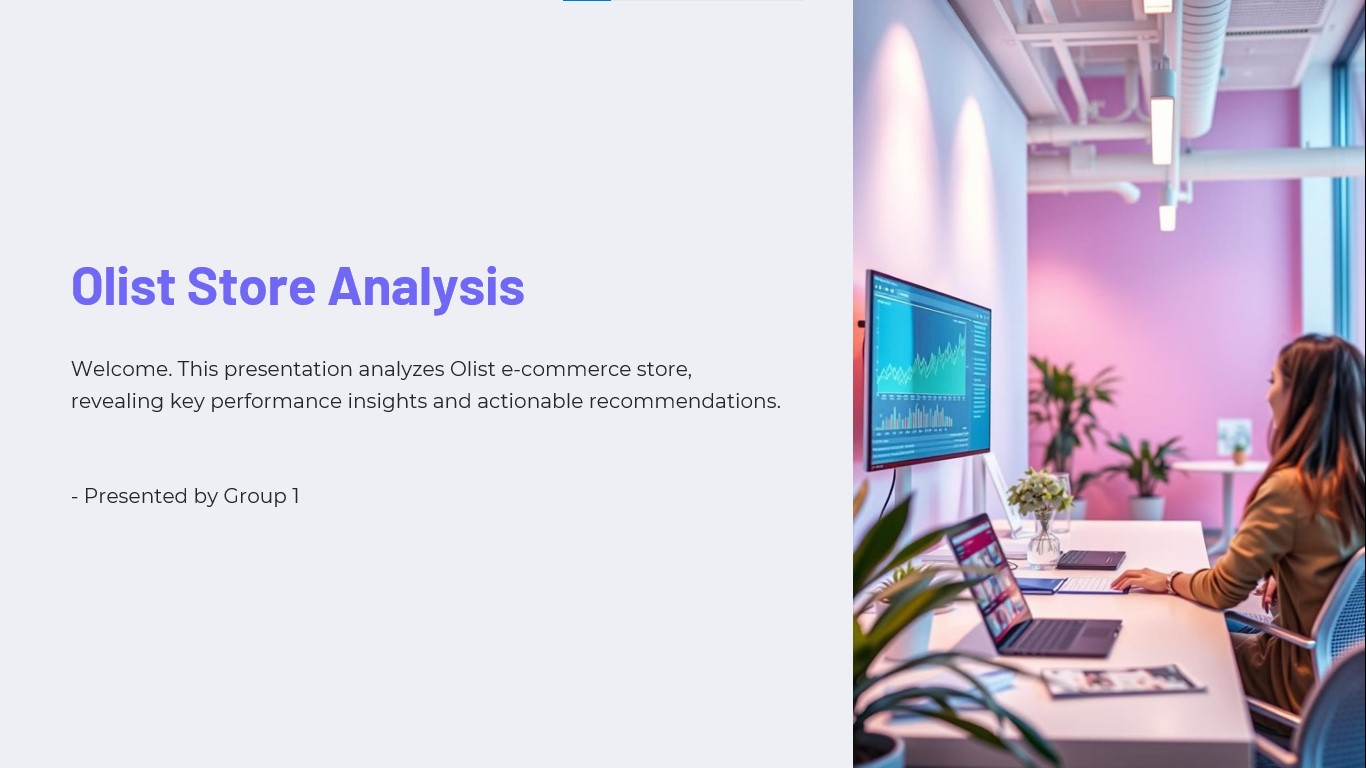 Olist Store Analysis
Welcome. This presentation analyzes Olist e-commerce store,
revealing key performance insights and actionable recommendations.
- Presented by Group 1